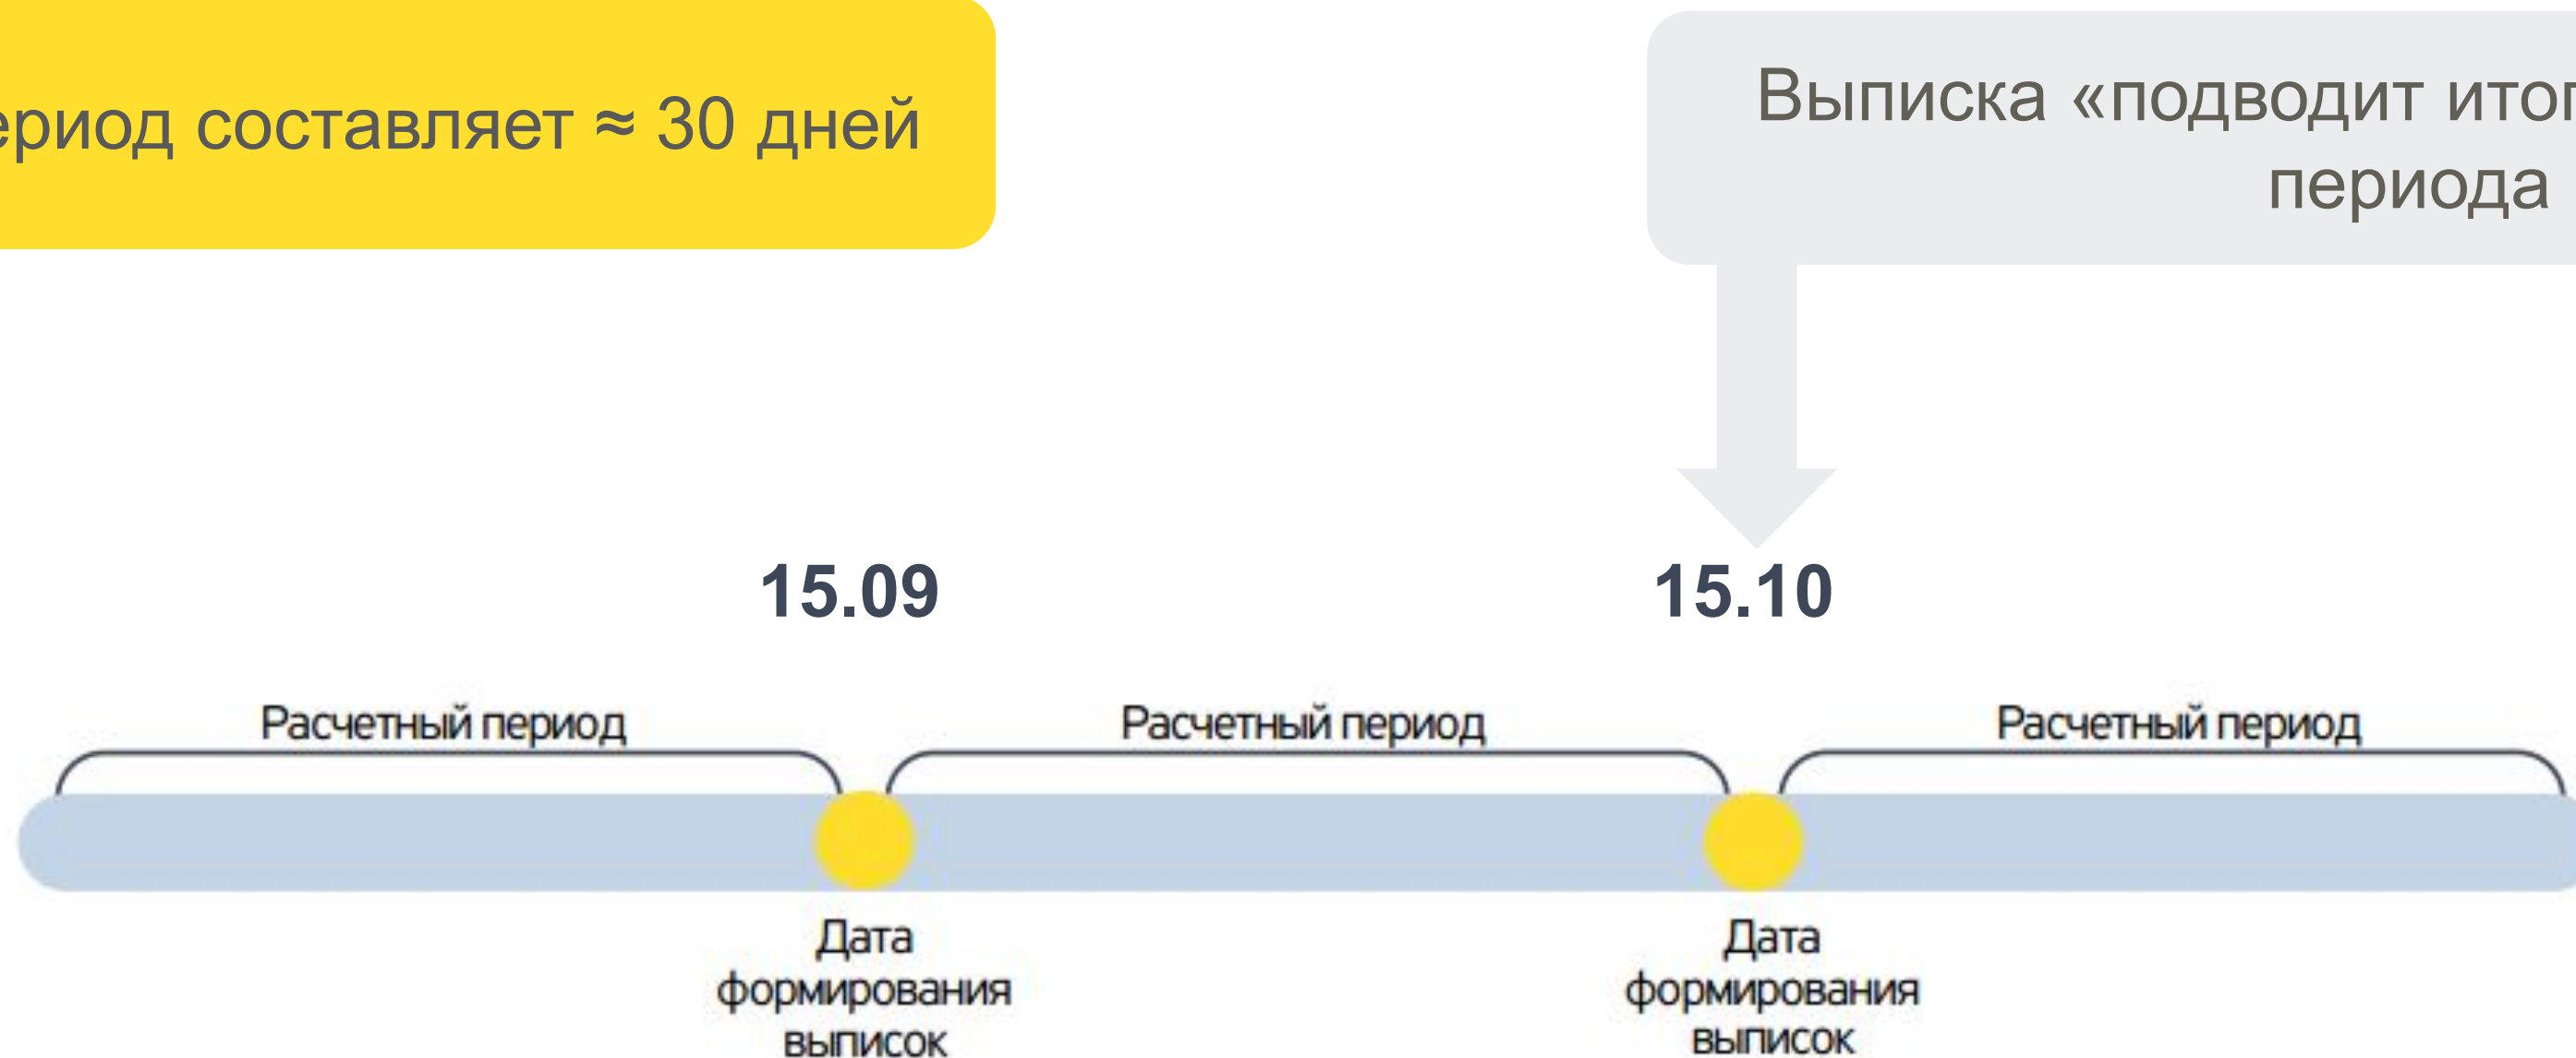 ериод составляет ≈ 30 дней
Выписка «подводит итог
периода
15.09
15.10
Расчетный период
Расчетный период
Расчетный период
Дата
формирования
выписок
Дата
формирования
выписок